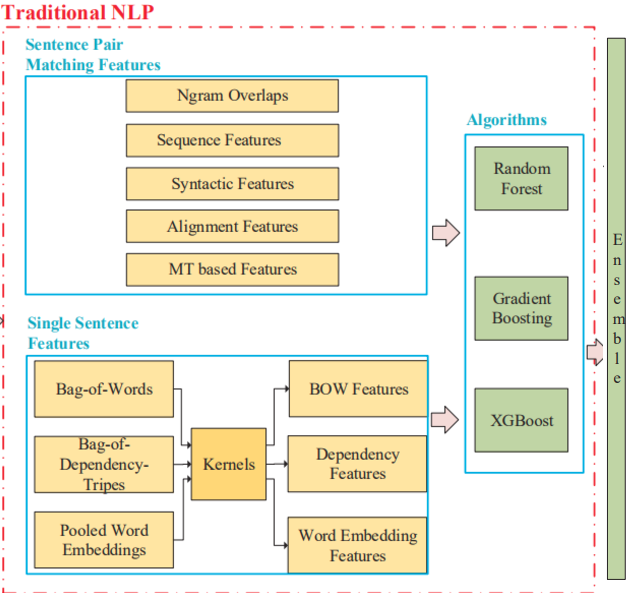 Traditional NLP
Sentence Pair
Matching Features
Ngram Overlaps
Sequence Features
Syntactic Features
Alignment Features
MT based Features
Single Sentence
Features
Bag-of-Words
Bag-of-
Dependency-
Tripes
Pooled Word
Embeddings
Kernels
BOW Features
Dependency
Features
Word Embedding
Features
Algorithms
Random
Forest
Gradient
Boosting
XGBoost
E
n
s
e
m
b
l
e